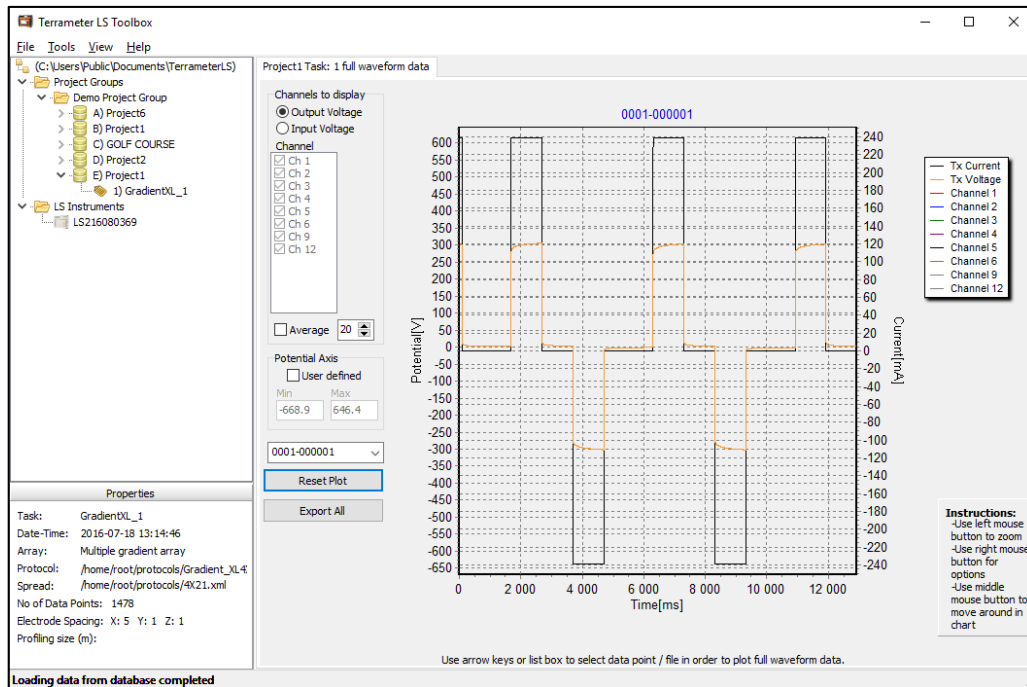 Terrameter LS Toolbox
File Tools View Help
(C:\Users\Public\Documents\TerrameterLS)
Project Groups
Demo Project Group
A) Project6
B) Project1
C) GOLF COURSE
D) Project2
E) Project1
1) GradientXL_1
LS Instruments
LS216080369
Properties
Task: GradientXL_1
Date-Time: 2016-07-18 13:14:46
Array: Multiple gradient array
Protocol: /home/root/protocols/Gradient_XL4
Spread: /home/root/protocols/4X21.xml
No of Data Points: 1478
Electrode Spacing: X: 5 Y: 1 Z: 1
Profiling size (m):
Project1 Task: 1 full waveform data
Channels to display
Output Voltage
Input Voltage
Channel
Ch 1
Ch 2
Ch 3
Ch 4
Ch 5
Ch 6
Ch 9
Ch 12
Average 20
Potential Axis
User defined
Min Max
-668.9 646.4
0001-000001
Reset Plot
Export All
0001-000001
Potential[V]
600
550
500
450
400
350
300
250
200
150
100
50
0
-50
-100
-150
-200
-250
-300
-350
-400
-450
-500
-550
-600
-650
0 2 000 4 000 6 000 8 000 10 000 12 000
Time[ms]
240
220
200
180
160
140
120
100
80
60
40
20
0
-20
-40
-60
-80
-100
-120
-140
-160
-180
-200
-220
-240
Current[mA]
Tx Current
Tx Voltage
Channel 1
Channel 2
Channel 3
Channel 4
Channel 5
Channel 6
Channel 9
Channel 12
Instructions:
-Use left mouse
button to zoom
-Use right mouse
button for
options
-Use middle
mouse button to
move around in
chart
Use arrow keys or list box to select data point / file in order to plot full waveform data.
Loading data from database completed